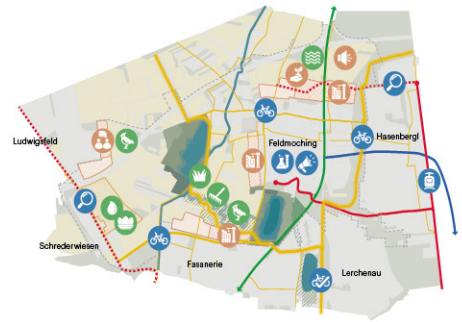 Ludwigsfeld
Feldmoching
Hasenbergl
Schrederwiesen
Fasanerie
Lerchenau